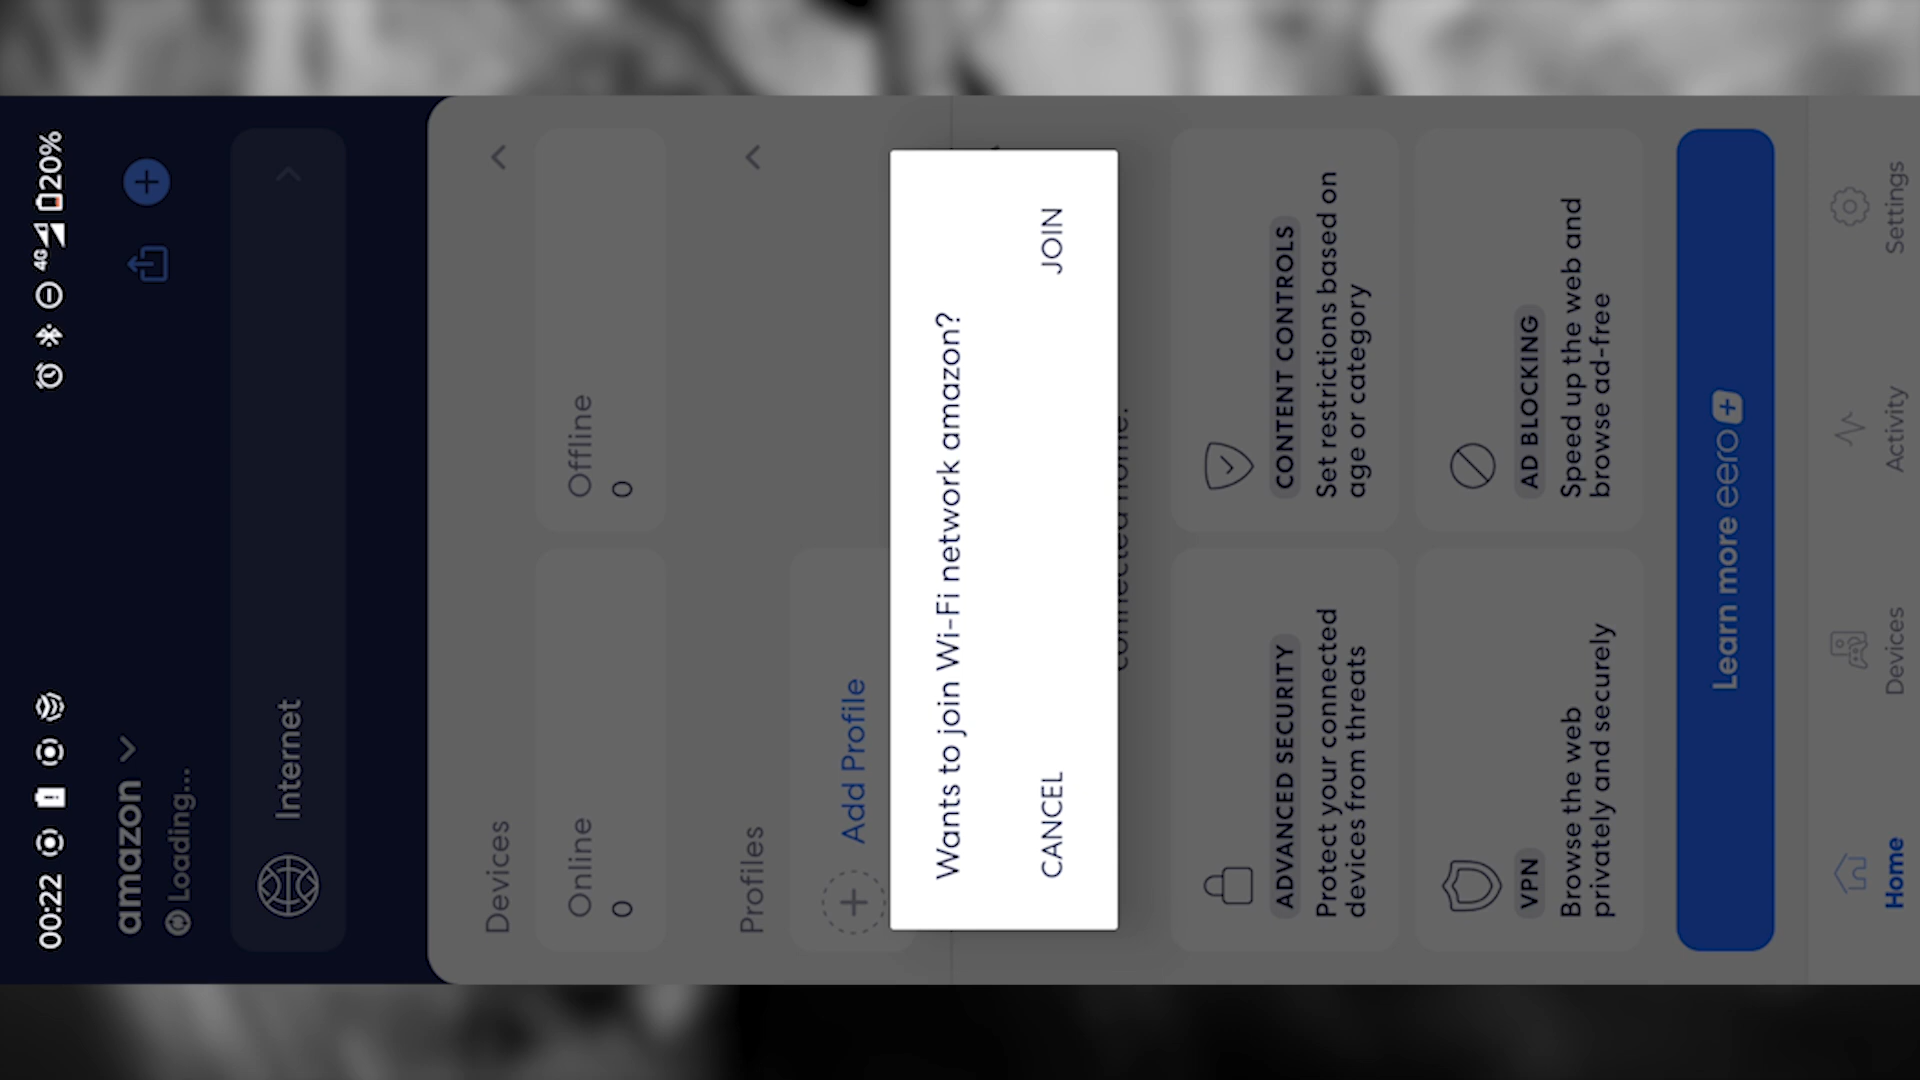 00:22
4G 20%
amazon
Loading...
Internet
Devices
Online
0
Offline
0
Profiles
Add Profile
Wants to join Wi-Fi network amazon?
CANCEL
JOIN
connected home.
ADVANCED SECURITY
Protect your connected
devices from threats
CONTENT CONTROLS
Set restrictions based on
age or category
VPN
Browse the web
privately and securely
AD BLOCKING
Speed up the web and
browse ad-free
Learn more eero+
Home
Devices
Activity
Settings